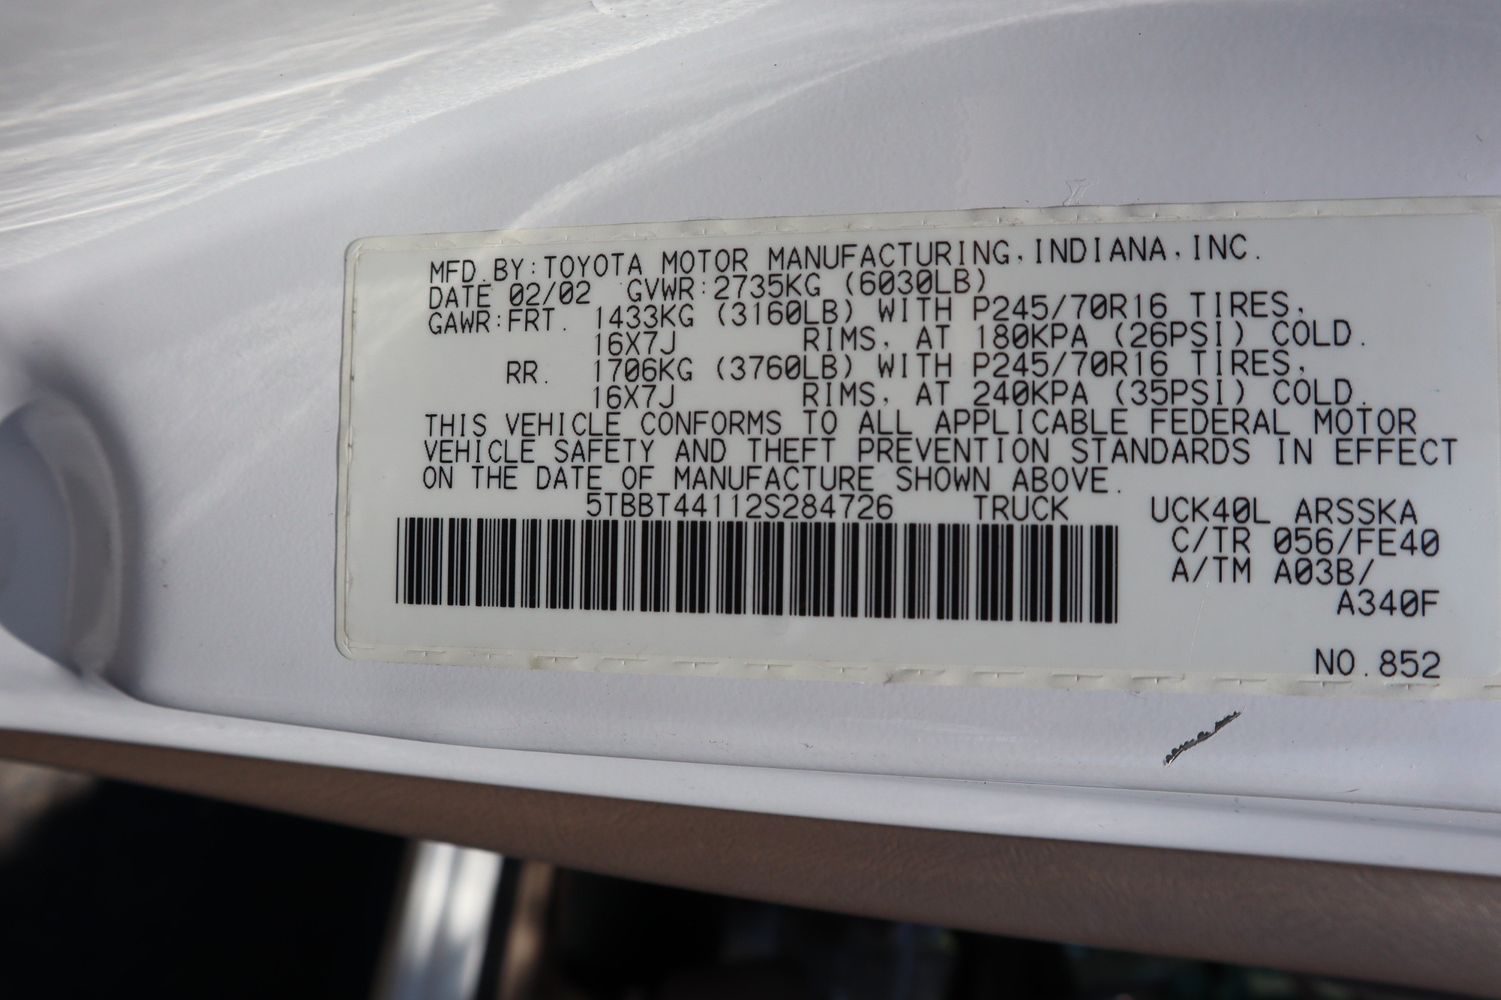 MFD.BY:TOYOTA MOTOR MANUFACTURING,INDIANA,INC.
DATE 02/02 GVWR:2735KG (6030LB)
GAWR:FRT. 1433KG (3160LB) WITH P245/70R16 TIRES,
16X7J RIMS, AT 180KPA (26PSI) COLD.
RR. 1706KG (3760LB) WITH P245/70R16 TIRES,
16X7J RIMS, AT 240KPA (35PSI) COLD.
THIS VEHICLE CONFORMS TO ALL APPLICABLE FEDERAL MOTOR
VEHICLE SAFETY AND THEFT PREVENTION STANDARDS IN EFFECT
ON THE DATE OF MANUFACTURE SHOWN ABOVE.
5TBBT44112S284726 TRUCK UCK40L ARSSKA
C/TR 056/FE40
A/TM A03B/
A340F
NO.852